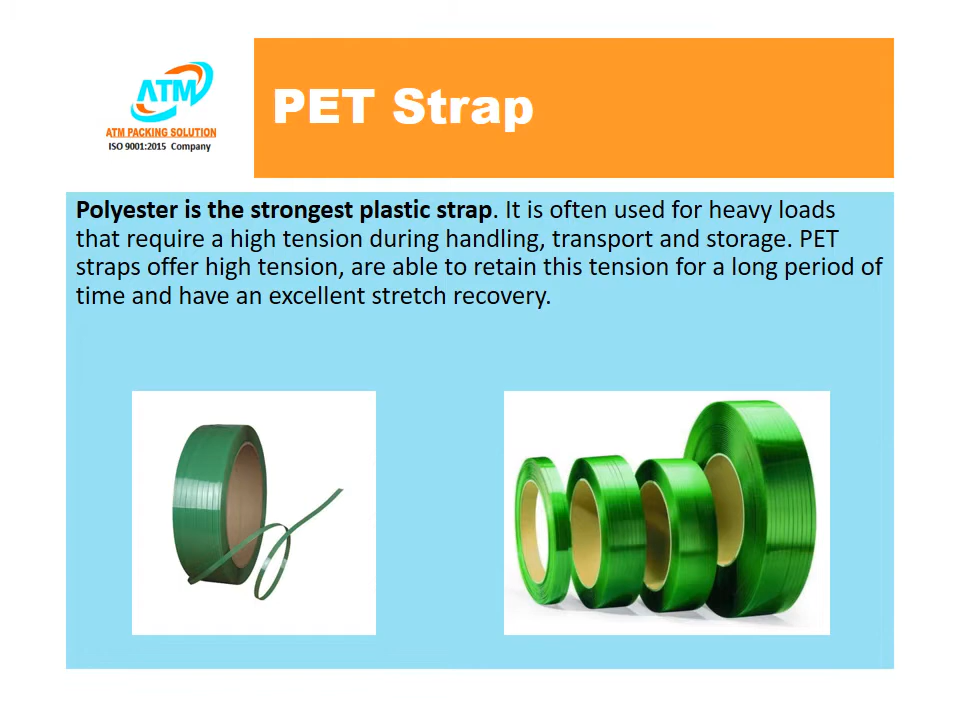 ATM
ATM PACKING SOLUTION
ISO 9001:2015 Company
PET Strap
Polyester is the strongest plastic strap. It is often used for heavy loads
that require a high tension during handling, transport and storage. PET
straps offer high tension, are able to retain this tension for a long period of
time and have an excellent stretch recovery.